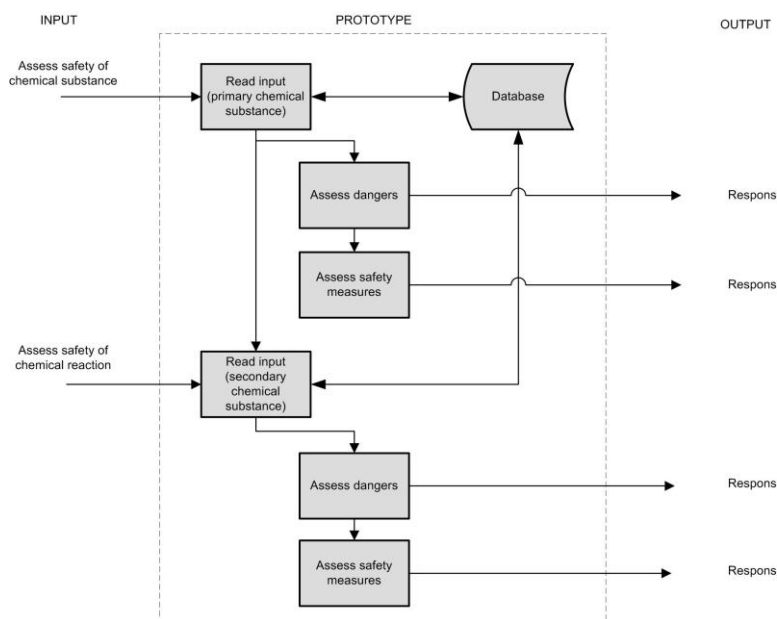 INPUT
PROTOTYPE
OUTPUT
Assess safety of
chemical substance
Read input
(primary chemical
substance)
Database
Assess dangers
Respons
Assess safety
measures
Respons
Assess safety of
chemical reaction
Read input
(secondary
chemical
substance)
Assess dangers
Respons
Assess safety
measures
Respons